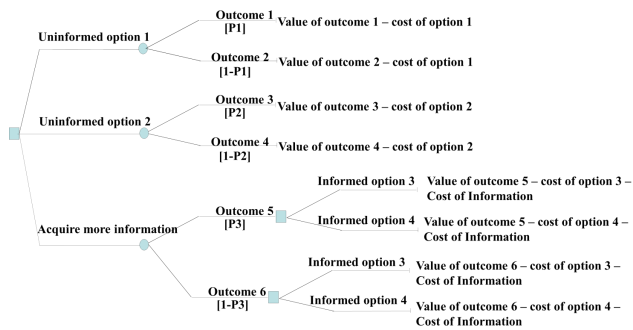 Outcome 1
[P1]
Value of outcome 1 – cost of option 1
Uninformed option 1
Outcome 2
[1-P1]
Value of outcome 2 – cost of option 1
Outcome 3
[P2]
Value of outcome 3 – cost of option 2
Uninformed option 2
Outcome 4
[1-P2]
Value of outcome 4 – cost of option 2
Informed option 3
Value of outcome 5 – cost of option 3 –
Cost of Information
Outcome 5
[P3]
Informed option 4
Value of outcome 5 – cost of option 4 –
Cost of Information
Acquire more information
Informed option 3
Value of outcome 6 – cost of option 3 –
Cost of Information
Outcome 6
[1-P3]
Informed option 4
Value of outcome 6 – cost of option 4 –
Cost of Information